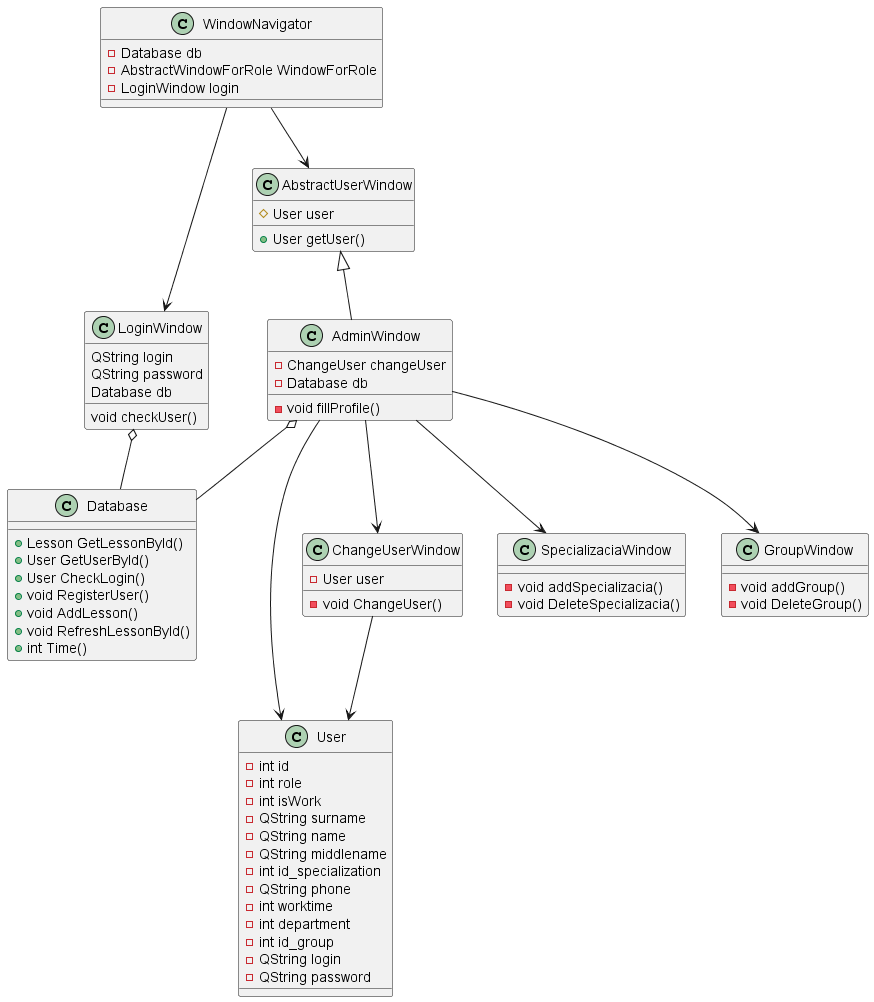 WindowNavigator
Database db
AbstractWindowForRole WindowForRole
LoginWindow login
AbstractUserWindow
User user
User getUser()
LoginWindow
QString login
QString password
Database db
void checkUser()
AdminWindow
ChangeUser changeUser
Database db
void fillProfile()
Database
Lesson GetLessonById()
User GetUserById()
User CheckLogin()
void RegisterUser()
void AddLesson()
void RefreshLessonById()
int Time()
ChangeUserWindow
User user
void ChangeUser()
SpecializaciaWindow
void addSpecializacia()
void DeleteSpecializacia()
GroupWindow
void addGroup()
void DeleteGroup()
User
int id
int role
int isWork
QString surname
QString name
QString middlename
int id_specialization
QString phone
int worktime
int department
int id_group
QString login
QString password